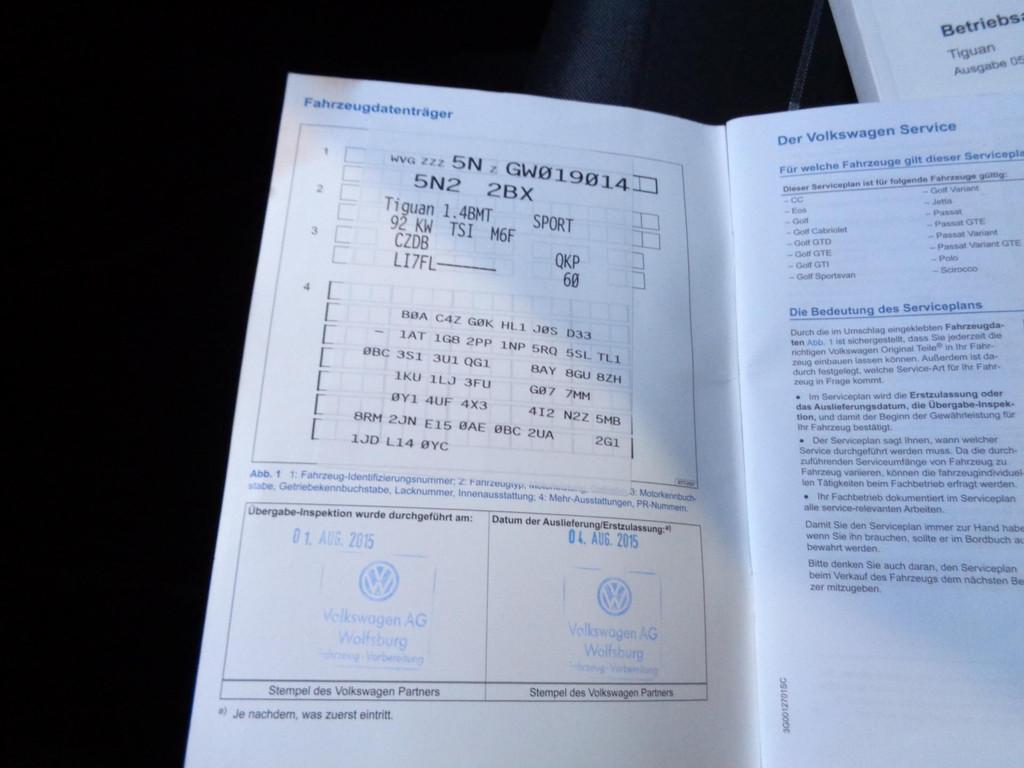 Betriebsa
Tiguan
Ausgabe 05
Fahrzeugdatenträger
1
WVG ZZZ 5N Z GW019014
2
5N2 2BX
Tiguan 1.4BMT SPORT
3
92 KW TSI M6F
CZDB QKP
LI7FL 60
4
B0A C4Z G0K HL1 J0S D33
- 1AT 1G8 2PP 1NP 5RQ 5SL TL1
0BC 3S1 3U1 QG1 8AY 8GU 8ZH
1KU 1LJ 3FU G07 7MM
0Y1 4UF 4X3 4I2 N2Z 5MB
8RM 2JN E15 0AE 0BC 2UA 2G1
1JD L14 0YC
Abb. 1 1: Fahrzeug-Identifizierungsnummer; 2: Fahrzeugtyp, 3: Motorkennbuch-
stabe, Getriebekennbuchstabe, Lacknummer, Innenausstattung; 4: Mehr-Ausstattungen, PR-Nummern.
Übergabe-Inspektion wurde durchgeführt am:
01. AUG. 2015
Volkswagen AG
Wolfsburg
Fahrzeug-Vorbereitung
Stempel des Volkswagen Partners
Datum der Auslieferung/Erstzulassung:a)
04. AUG. 2015
Volkswagen AG
Wolfsburg
Fahrzeug-Vorbereitung
Stempel des Volkswagen Partners
a) Je nachdem, was zuerst eintritt.
Der Volkswagen Service
Für welche Fahrzeuge gilt dieser Servicepla
Dieser Serviceplan ist für folgende Fahrzeuge gültig:
– CC
– Eos
– Golf
– Golf Cabriolet
– Golf GTD
– Golf GTE
– Golf GTI
– Golf Sportsvan
– Golf Variant
– Jetta
– Passat
– Passat GTE
– Passat Variant
– Passat Variant GTE
– Polo
– Scirocco
Die Bedeutung des Serviceplans
Durch die im Umschlag eingeklebten Fahrzeugda-
ten Abb. 1 ist sichergestellt, dass Sie jederzeit die
richtigen Volkswagen Original Teile® in Ihr Fahr-
zeug einbauen lassen können. Außerdem ist da-
durch festgelegt, welche Service-Art für Ihr Fahr-
zeug in Frage kommt.
• Im Serviceplan wird die Erstzulassung oder
das Auslieferungsdatum, die Übergabe-Inspek-
tion, und damit der Beginn der Gewährleistung für
Ihr Fahrzeug bestätigt.
• Der Serviceplan sagt Ihnen, wann welcher
Service durchgeführt werden muss. Da die durch-
zuführenden Serviceumfänge von Fahrzeug zu
Fahrzeug variieren, können die fahrzeugindividuel-
len Tätigkeiten beim Fachbetrieb erfragt werden.
• Ihr Fachbetrieb dokumentiert im Serviceplan
alle service-relevanten Arbeiten.
Damit Sie den Serviceplan immer zur Hand habe
wenn Sie ihn brauchen, sollte er im Bordbuch au
bewahrt werden.
Bitte denken Sie auch daran, den Serviceplan
beim Verkauf des Fahrzeugs dem nächsten Be
zer mitzugeben.
3G0012701SC